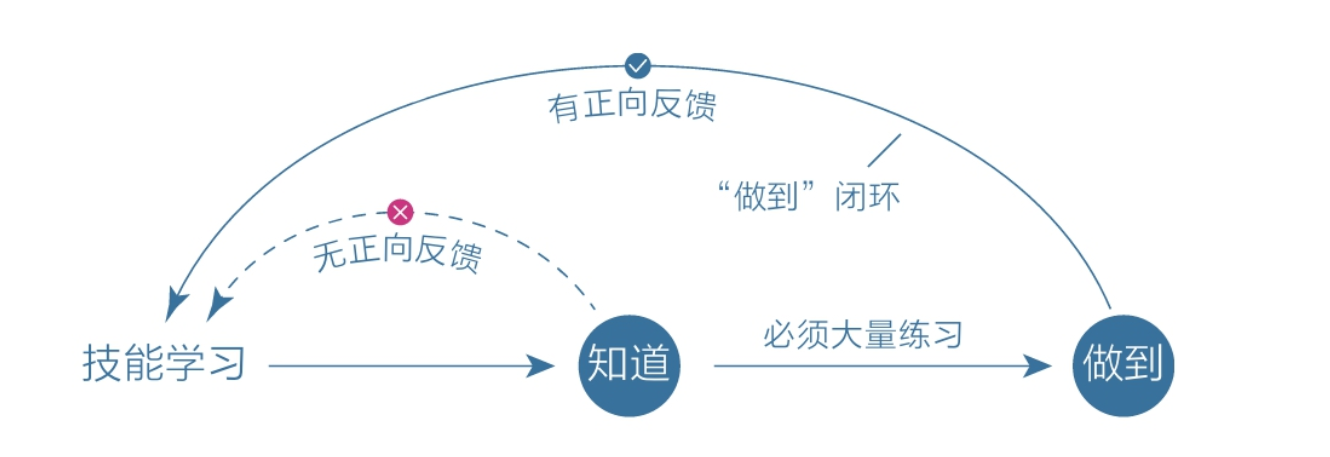 有正向反馈
“做到”闭环
无正向反馈
必须大量练习
技能学习
知道
做到